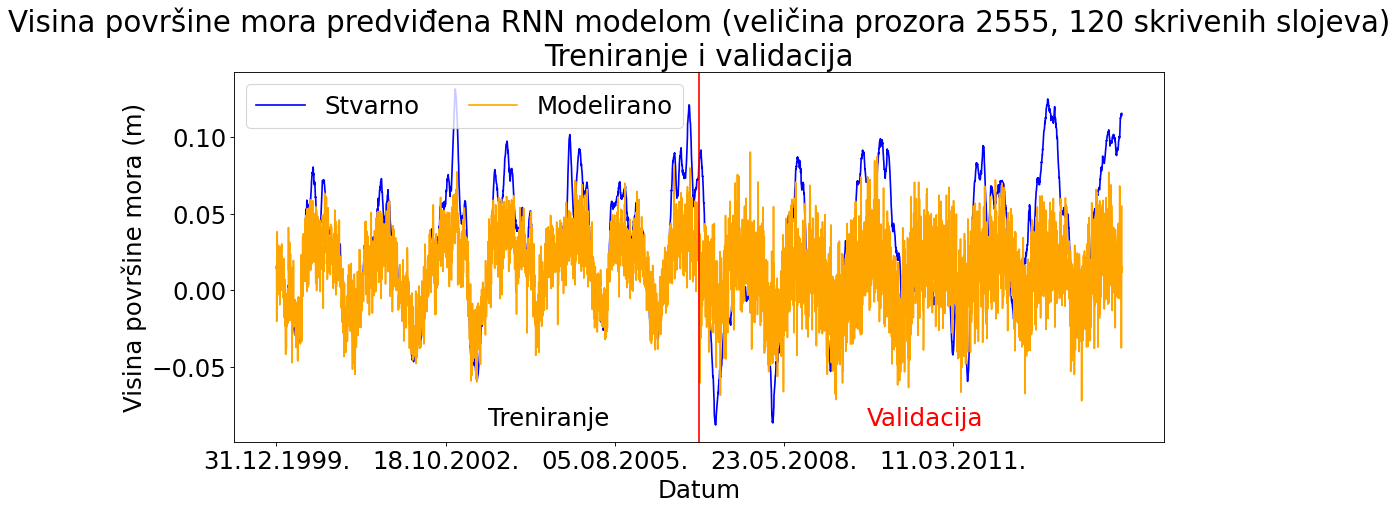 Visina površine mora predviđena RNN modelom (veličina prozora 2555, 120 skrivenih slojeva)
Treniranje i validacija
Stvarno Modelirano
Visina površine mora (m)
0.10
0.05
0.00
−0.05
Treniranje Validacija
31.12.1999. 18.10.2002. 05.08.2005. 23.05.2008. 11.03.2011.
Datum